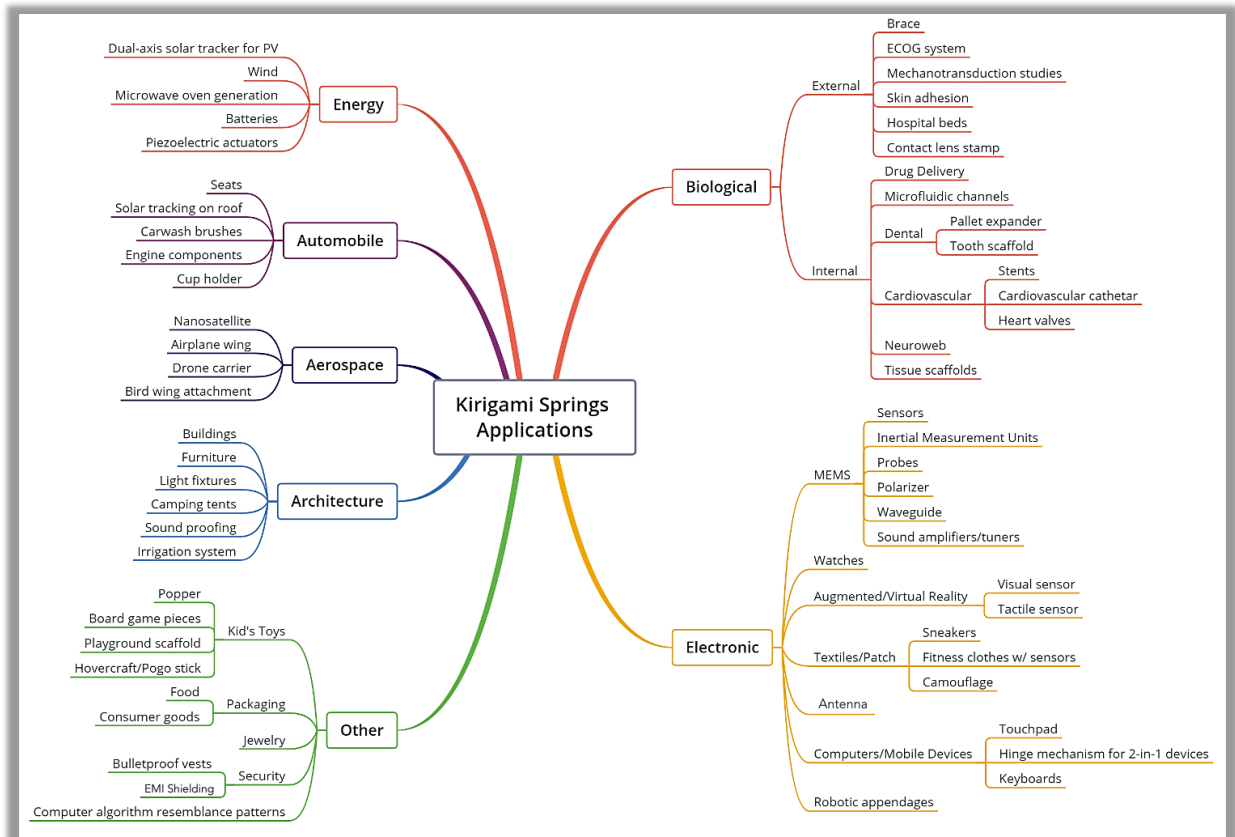 Kirigami Springs
Applications
Energy
Dual-axis solar tracker for PV
Wind
Microwave oven generation
Batteries
Piezoelectric actuators
Automobile
Seats
Solar tracking on roof
Carwash brushes
Engine components
Cup holder
Aerospace
Nanosatellite
Airplane wing
Drone carrier
Bird wing attachment
Architecture
Buildings
Furniture
Light fixtures
Camping tents
Sound proofing
Irrigation system
Other
Kid's Toys
Popper
Board game pieces
Playground scaffold
Hovercraft/Pogo stick
Packaging
Food
Consumer goods
Jewelry
Security
Bulletproof vests
EMI Shielding
Computer algorithm resemblance patterns
Biological
External
Brace
ECOG system
Mechanotransduction studies
Skin adhesion
Hospital beds
Contact lens stamp
Internal
Drug Delivery
Microfluidic channels
Dental
Pallet expander
Tooth scaffold
Cardiovascular
Stents
Cardiovascular cathetar
Heart valves
Neuroweb
Tissue scaffolds
Electronic
MEMS
Sensors
Inertial Measurement Units
Probes
Polarizer
Waveguide
Sound amplifiers/tuners
Watches
Augmented/Virtual Reality
Visual sensor
Tactile sensor
Textiles/Patch
Sneakers
Fitness clothes w/ sensors
Camouflage
Antenna
Computers/Mobile Devices
Touchpad
Hinge mechanism for 2-in-1 devices
Keyboards
Robotic appendages